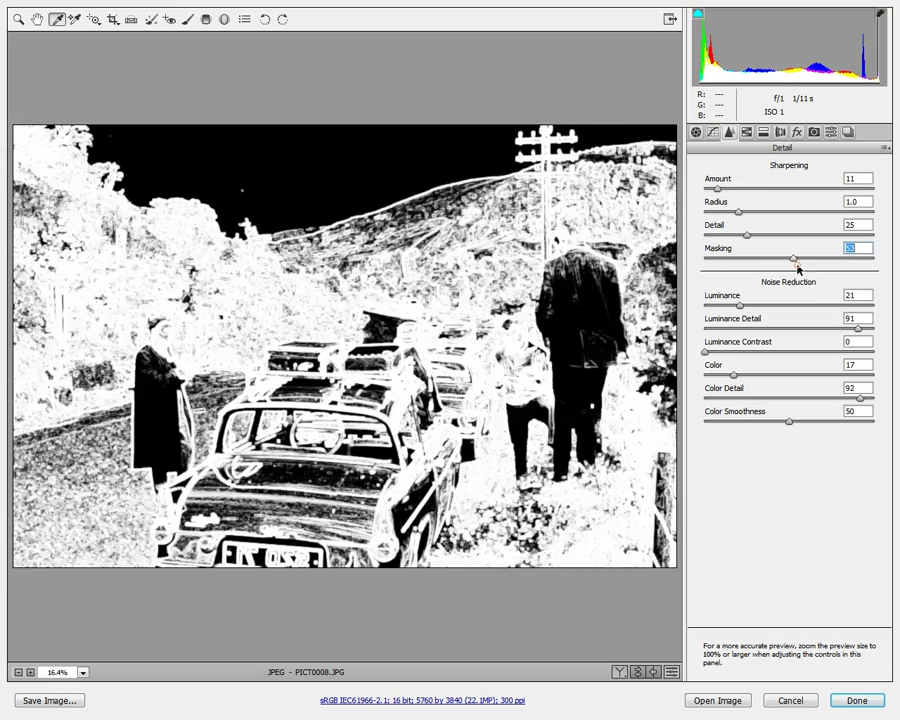 R: ---
G: ---
B: ---
f/1 1/11 s
ISO 1
fx
Detail
Sharpening
Amount 11
Radius 1.0
Detail 25
Masking 53
Noise Reduction
Luminance 21
Luminance Detail 91
Luminance Contrast 0
Color 17
Color Detail 92
Color Smoothness 50
For a more accurate preview, zoom the preview size to
100% or larger when adjusting the controls in this
panel.
16.4%
JPEG - PICT0008.JPG
Y
Save Image...
sRGB IEC61966-2.1; 16 bit; 5760 by 3840 (22.1MP); 300 ppi
Open Image
Cancel
Done